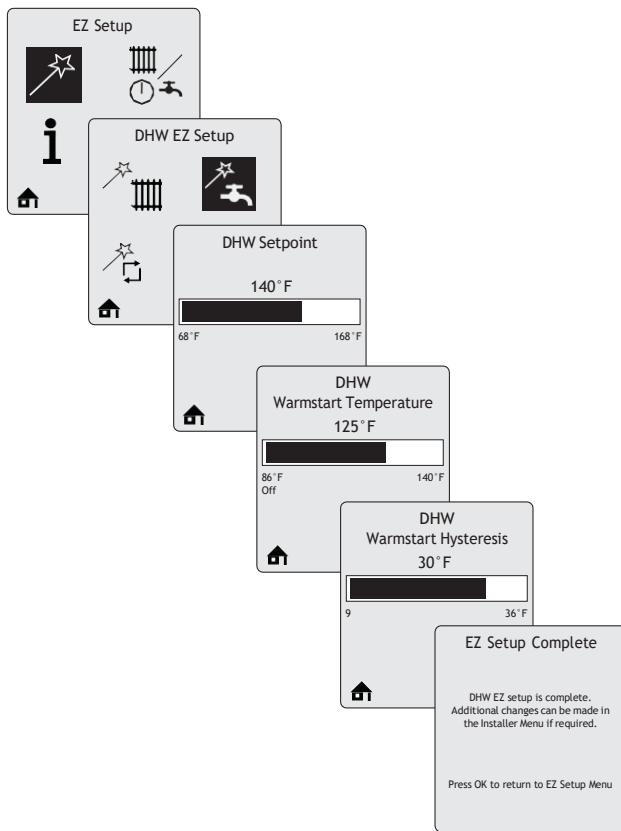 EZ Setup
i
DHW EZ Setup
DHW Setpoint
140°F
68°F 168°F
DHW
Warmstart Temperature
125°F
86°F 140°F
Off
DHW
Warmstart Hysteresis
30°F
9 36°F
EZ Setup Complete
DHW EZ setup is complete.
Additional changes can be made in
the Installer Menu if required.
Press OK to return to EZ Setup Menu